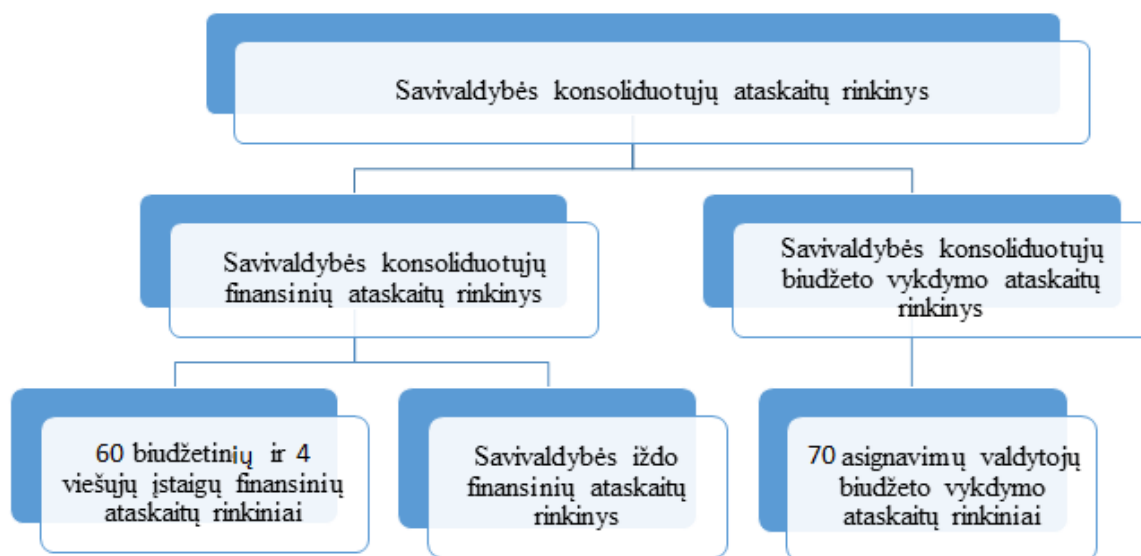 Savivaldybės konsoliduotųjų ataskaitų rinkinys
Savivaldybės konsoliduotųjų
finansinių ataskaitų rinkinys
Savivaldybės konsoliduotųjų
biudžeto vykdymo ataskaitų
rinkinys
60 biudžetinių ir 4
viešųjų įstaigų finansinių
ataskaitų rinkiniai
Savivaldybės iždo
finansinių ataskaitų
rinkinys
70 asignavimų valdytojų
biudžeto vykdymo
ataskaitų rinkiniai